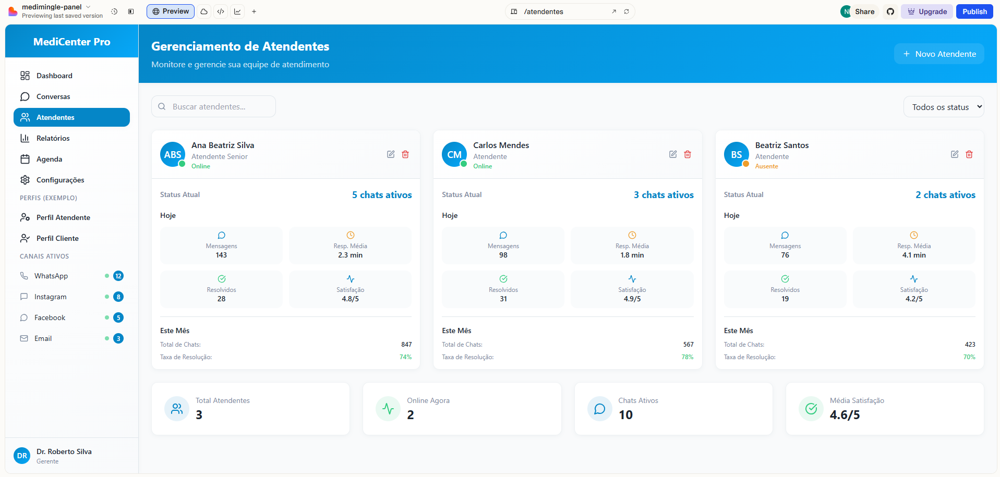 medimingle-panel
Previewing last saved version
Preview
/atendentes
N
Share
Upgrade
Publish
MediCenter Pro
Dashboard
Conversas
Atendentes
Relatórios
Agenda
Configurações
PERFIS (EXEMPLO)
Perfil Atendente
Perfil Cliente
CANAIS ATIVOS
WhatsApp 12
Instagram 8
Facebook 5
Email 3
DR
Dr. Roberto Silva
Gerente
Gerenciamento de Atendentes
Monitore e gerencie sua equipe de atendimento
+ Novo Atendente
Buscar atendentes...
Todos os status
ABS
Ana Beatriz Silva
Atendente Senior
Online
Status Atual 5 chats ativos
Hoje
Mensagens
143
Resp. Média
2.3 min
Resolvidos
28
Satisfação
4.8/5
Este Mês
Total de Chats: 847
Taxa de Resolução: 74%
CM
Carlos Mendes
Atendente
Online
Status Atual 3 chats ativos
Hoje
Mensagens
98
Resp. Média
1.8 min
Resolvidos
31
Satisfação
4.9/5
Este Mês
Total de Chats: 567
Taxa de Resolução: 78%
BS
Beatriz Santos
Atendente
Ausente
Status Atual 2 chats ativos
Hoje
Mensagens
76
Resp. Média
4.1 min
Resolvidos
19
Satisfação
4.2/5
Este Mês
Total de Chats: 423
Taxa de Resolução: 70%
Total Atendentes
3
Online Agora
2
Chats Ativos
10
Média Satisfação
4.6/5